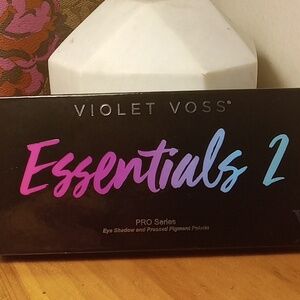 VIOLET VOSS®
Essentials 2
PRO Series
Eye Shadow and Pressed Pigment Palette